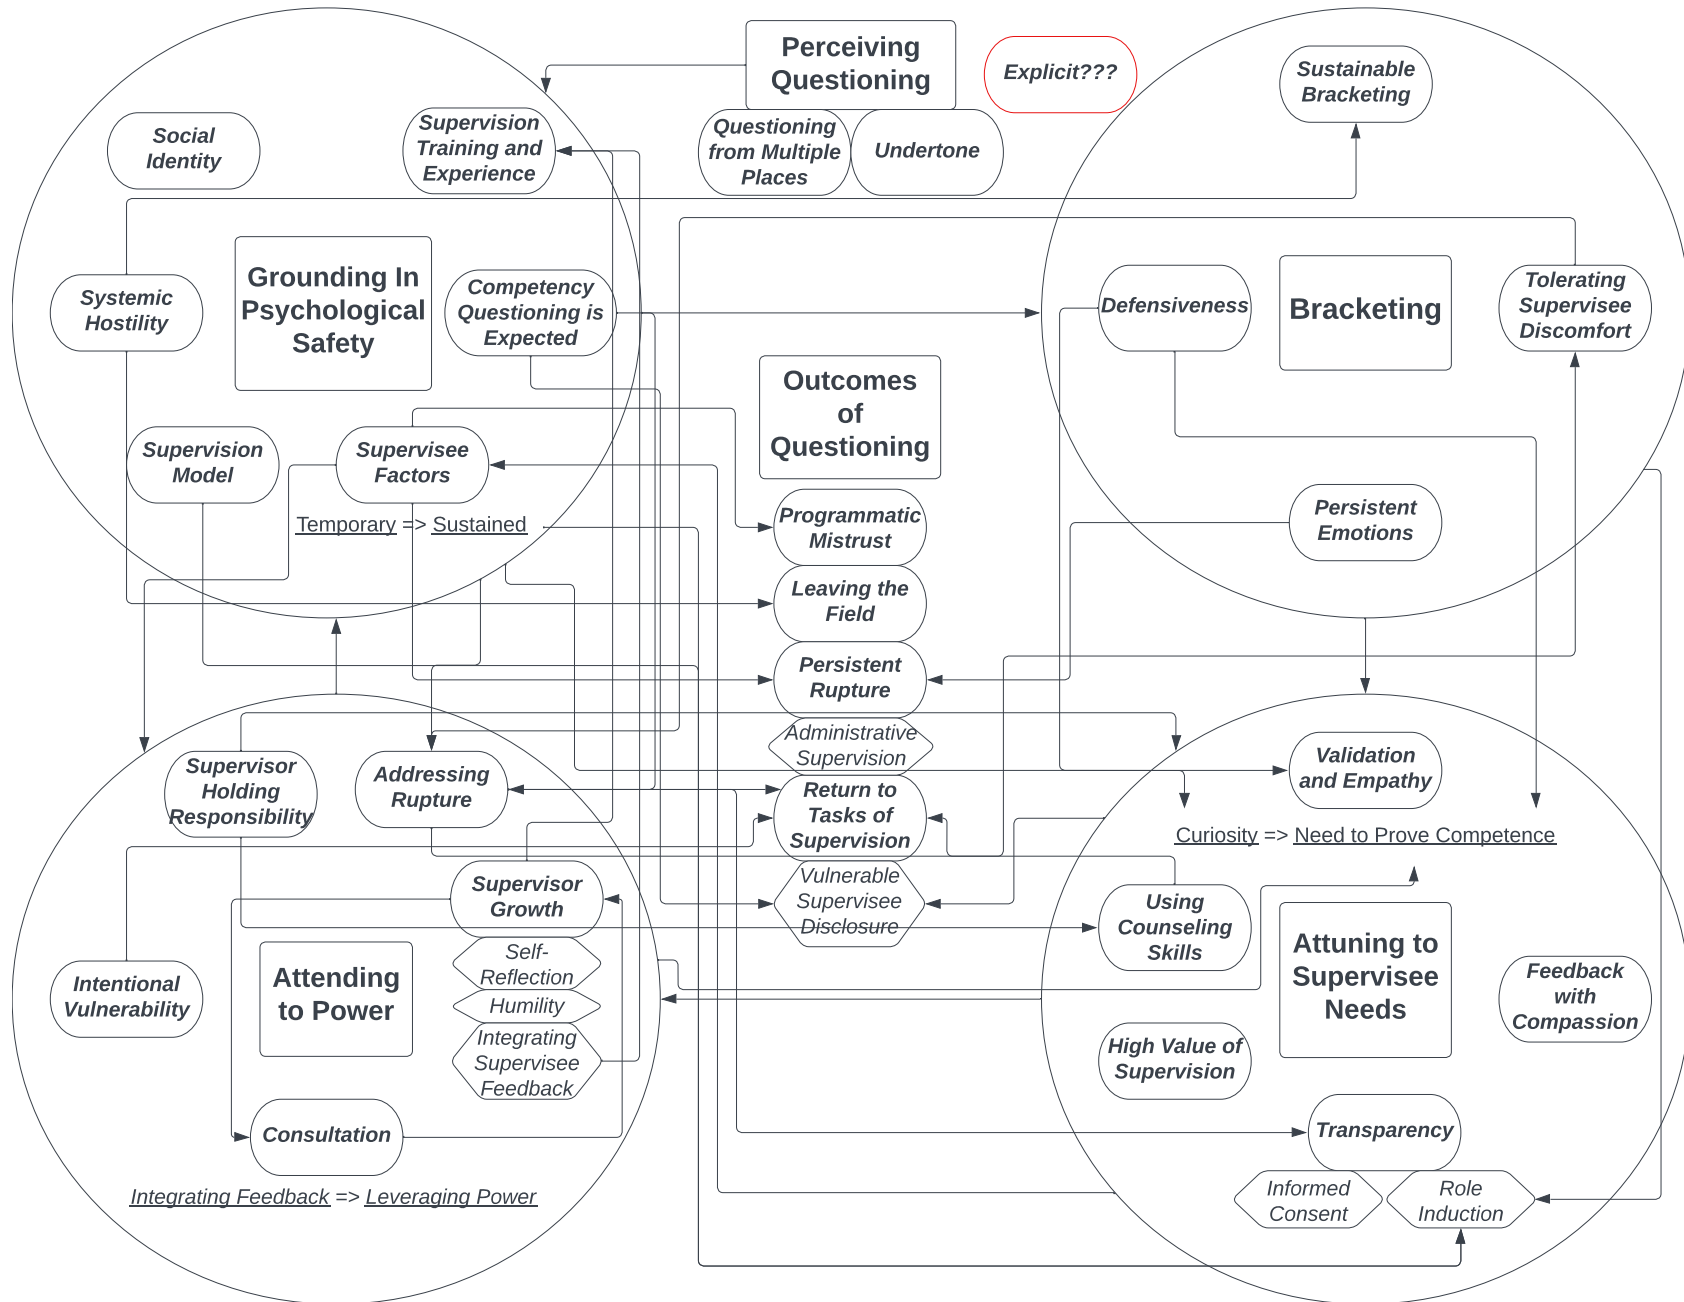 Perceiving
Questioning
Explicit???
Questioning
from Multiple
Places
Undertone
Social
Identity
Supervision
Training and
Experience
Systemic
Hostility
Grounding In
Psychological
Safety
Competency
Questioning is
Expected
Supervision
Model
Supervisee
Factors
Temporary => Sustained
Sustainable
Bracketing
Defensiveness
Bracketing
Tolerating
Supervisee
Discomfort
Persistent
Emotions
Outcomes
of
Questioning
Programmatic
Mistrust
Leaving the
Field
Persistent
Rupture
Administrative
Supervision
Return to
Tasks of
Supervision
Vulnerable
Supervisee
Disclosure
Supervisor
Holding
Responsibility
Addressing
Rupture
Supervisor
Growth
Self-
Reflection
Humility
Integrating
Supervisee
Feedback
Intentional
Vulnerability
Attending
to Power
Consultation
Integrating Feedback => Leveraging Power
Validation
and Empathy
Curiosity => Need to Prove Competence
Using
Counseling
Skills
Attuning to
Supervisee
Needs
Feedback
with
Compassion
High Value of
Supervision
Transparency
Informed
Consent
Role
Induction